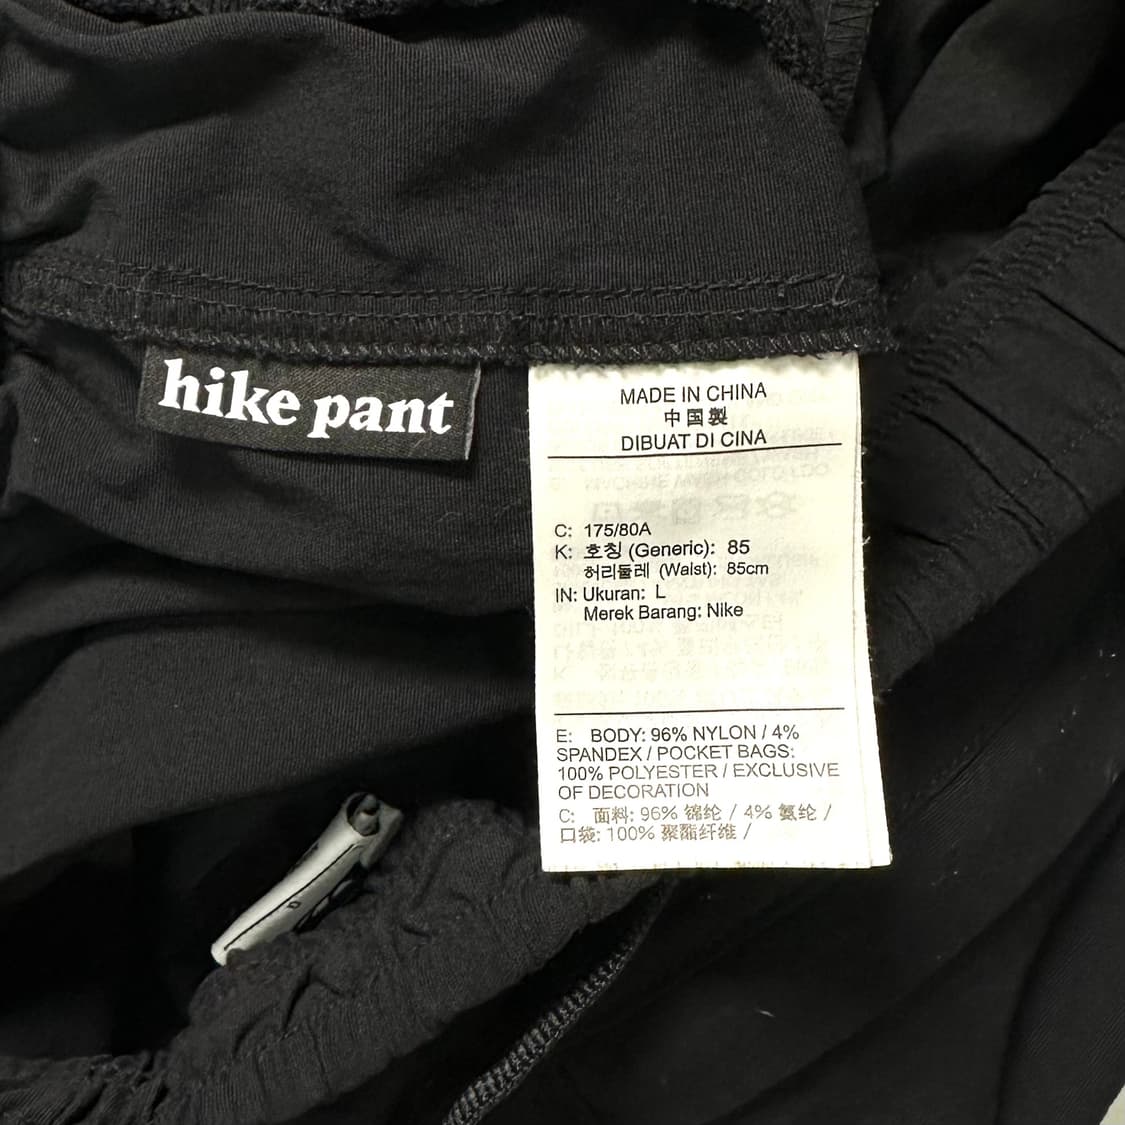 hike pant
MADE IN CHINA
中国製
DIBUAT DI CINA
C: 175/80A
K: 호칭 (Generic): 85
허리둘레 (Waist): 85cm
IN: Ukuran: L
Merek Barang: Nike
E: BODY: 96% NYLON / 4%
SPANDEX / POCKET BAGS:
100% POLYESTER / EXCLUSIVE
OF DECORATION
C: 面料: 96% 锦纶 / 4% 氨纶 /
口袋: 100% 聚酯纤维 /